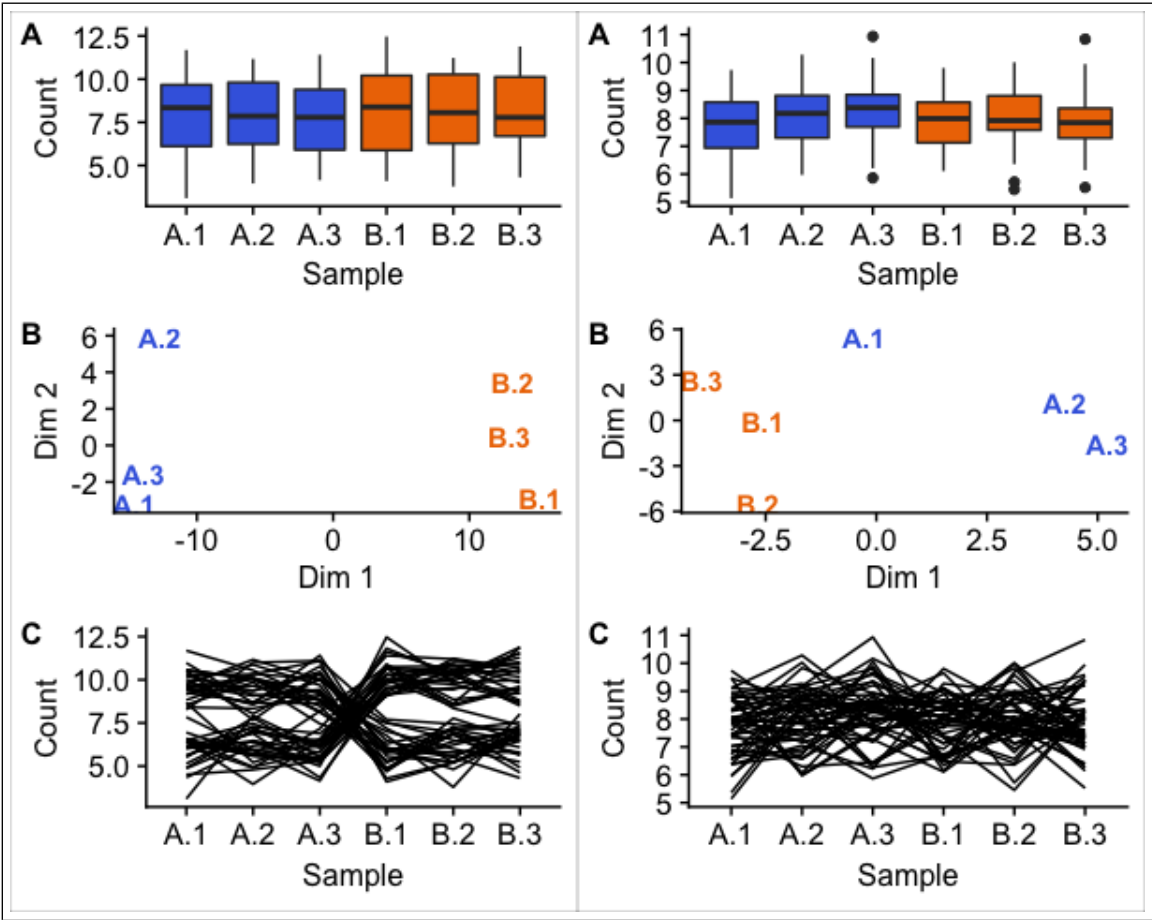 A
12.5
10.0
7.5
5.0
Count
A.1 A.2 A.3 B.1 B.2 B.3
Sample
B
6
4
2
0
-2
Dim 2
A.2
B.2
B.3
A.3
A.1
B.1
-10 0 10
Dim 1
C
12.5
10.0
7.5
5.0
Count
A.1 A.2 A.3 B.1 B.2 B.3
Sample
A
11
10
9
8
7
6
5
Count
A.1 A.2 A.3 B.1 B.2 B.3
Sample
B
6
3
0
-3
-6
Dim 2
A.1
B.3
A.2
B.1
A.3
B.2
-2.5 0.0 2.5 5.0
Dim 1
C
11
10
9
8
7
6
5
Count
A.1 A.2 A.3 B.1 B.2 B.3
Sample